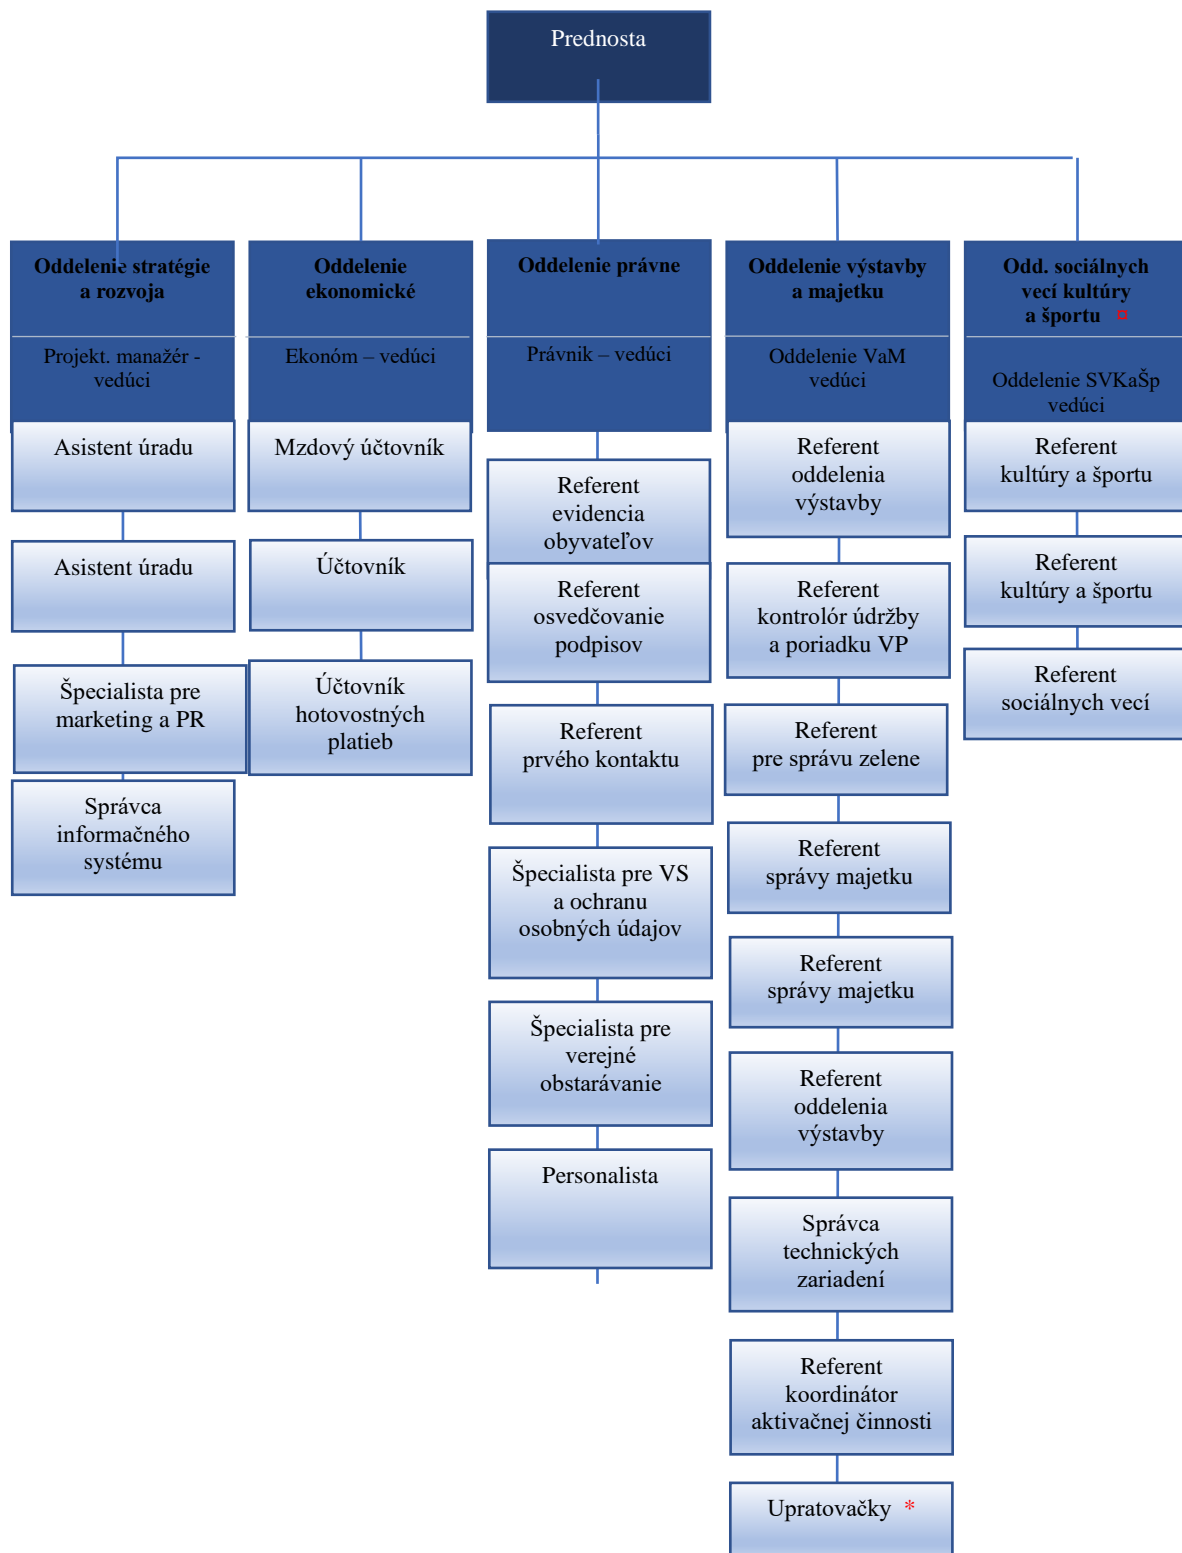 Prednosta
Oddelenie stratégie
a rozvoja
Projekt. manažér -
vedúci
Asistent úradu
Asistent úradu
Špecialista pre
marketing a PR
Správca
informačného
systému
Oddelenie
ekonomické
Ekonóm – vedúci
Mzdový účtovník
Účtovník
Účtovník
hotovostných
platieb
Oddelenie právne
Právnik – vedúci
Referent
evidencia
obyvateľov
Referent
osvedčovanie
podpisov
Referent
prvého kontaktu
Špecialista pre VS
a ochranu
osobných údajov
Špecialista pre
verejné
obstarávanie
Personalista
Oddelenie výstavby
a majetku
Oddelenie VaM
vedúci
Referent
oddelenia
výstavby
Referent
kontrolór údržby
a poriadku VP
Referent
pre správu zelene
Referent
správy majetku
Referent
správy majetku
Referent
oddelenia
výstavby
Správca
technických
zariadení
Referent
koordinátor
aktivačnej činnosti
Upratovačky *
Odd. sociálnych
vecí kultúry
a športu ¤
Oddelenie SVKaŠp
vedúci
Referent
kultúry a športu
Referent
kultúry a športu
Referent
sociálnych vecí